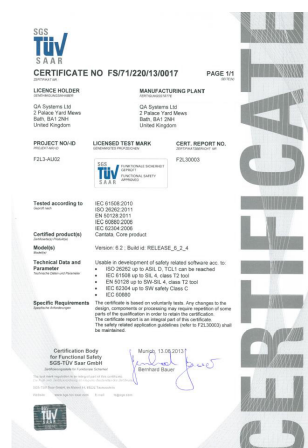 SGS
TÜV
SAAR
CERTIFICATE NO FS/71/220/13/0017 PAGE 1/1
LICENCE HOLDER MANUFACTURING PLANT
QA Systems Ltd QA Systems Ltd
2 Palace Yard Mews 2 Palace Yard Mews
Bath, BA1 2NH Bath, BA1 2NH
United Kingdom United Kingdom
PROJECT NO/-ID LICENSED TEST MARK CERT. REPORT NO.
F2L3-AU02 F2L30003
TÜV
SAAR
FUNKTIONALE SICHERHEIT
GEPRÜFT
FUNCTIONAL SAFETY
APPROVED
Tested according to IEC 61508:2010
ISO 26262:2011
EN 50128:2011
IEC 60880:2006
IEC 62304:2006
Certified product(s) Cantata, Core product
Model(s) Version: 6.2 ; Build id: RELEASE_6_2_4
Technical Data and Usable in development of safety related software acc. to:
Parameter • ISO 26262 up to ASIL D, TCL1 can be reached
• IEC 61508 up to SIL 4, class T2 tool
• EN 50128 up to SW-SIL 4, class T2 tool
• IEC 62304 up to SW safety Class C
• IEC 60880
Specific Requirements The certificate is based on voluntary tests. Any changes to the
design, components or processing may require repetition of some
parts of the qualification in order to retain the certification.
The certification report is an integral part of this certificate.
The safety related application guidelines (refer to F2L30003) shall
be maintained.
Certification Body Munich, 13.08.2013
for Functional Safety
SGS-TÜV Saar GmbH Bernhard Bauer
TÜV
CERTIFICATE